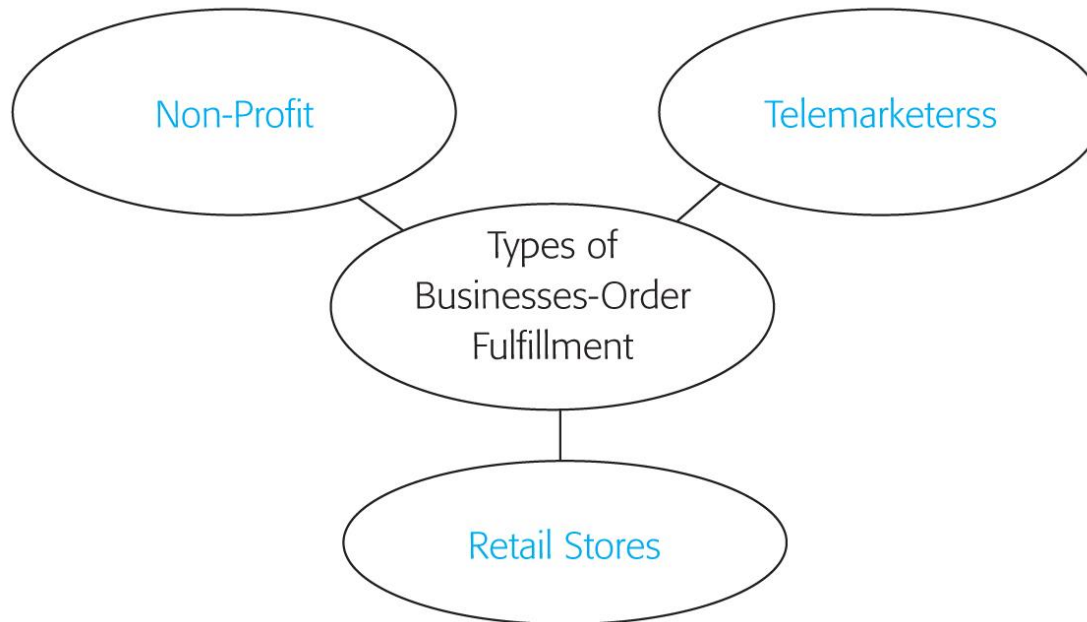 Non-Profit
Telemarketerss
Types of
Businesses-Order
Fulfillment
Retail Stores